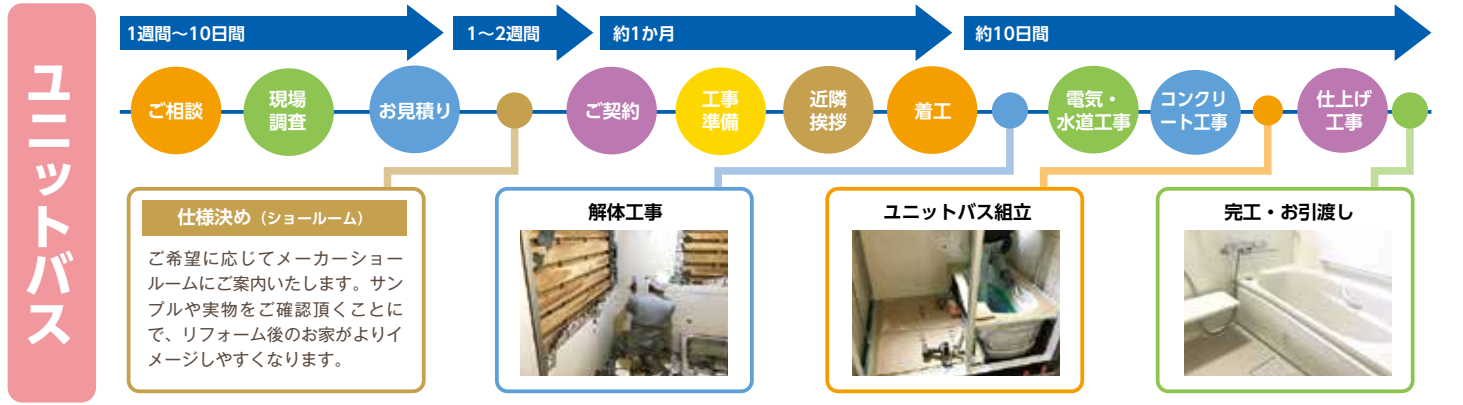 ユニットバス
1週間～10日間
1～2週間
約1か月
約10日間
ご相談
現場
調査
お見積り
ご契約
工事
準備
近隣
挨拶
着工
電気・
水道工事
コンクリ
ート工事
仕上げ
工事
仕様決め（ショールーム）
ご希望に応じてメーカーショー
ルームにご案内いたします。サン
プルや実物をご確認頂くことに
で、リフォーム後のお家がよりイ
メージしやすくなります。
解体工事
ユニットバス組立
完工・お引渡し